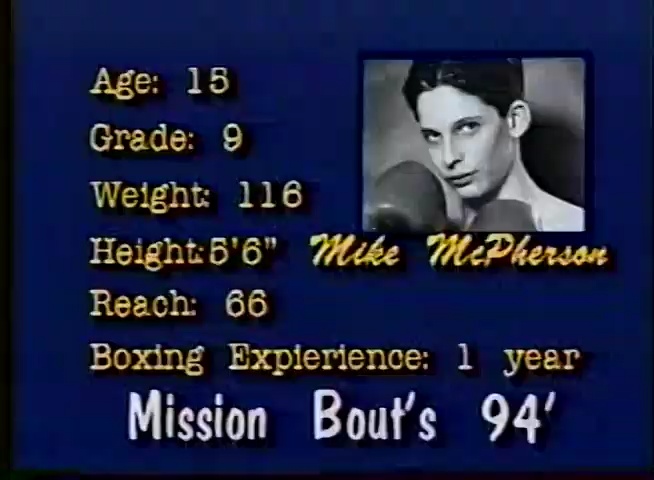 Age: 15
Grade: 9
Weight: 116
Height:5'6"
Mike McPherson
Reach: 66
Boxing Expierience: 1 year
Mission Bout's 94'